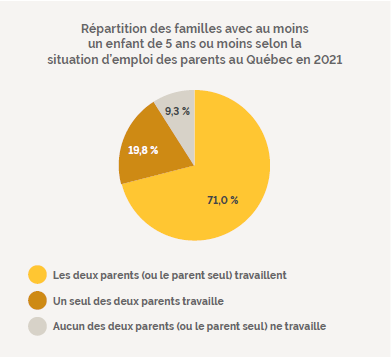 Répartition des familles avec au moins
un enfant de 5 ans ou moins selon la
situation d'emploi des parents au Québec en 2021
9,3 %
19,8 %
71,0 %
Les deux parents (ou le parent seul) travaillent
Un seul des deux parents travaille
Aucun des deux parents (ou le parent seul) ne travaille